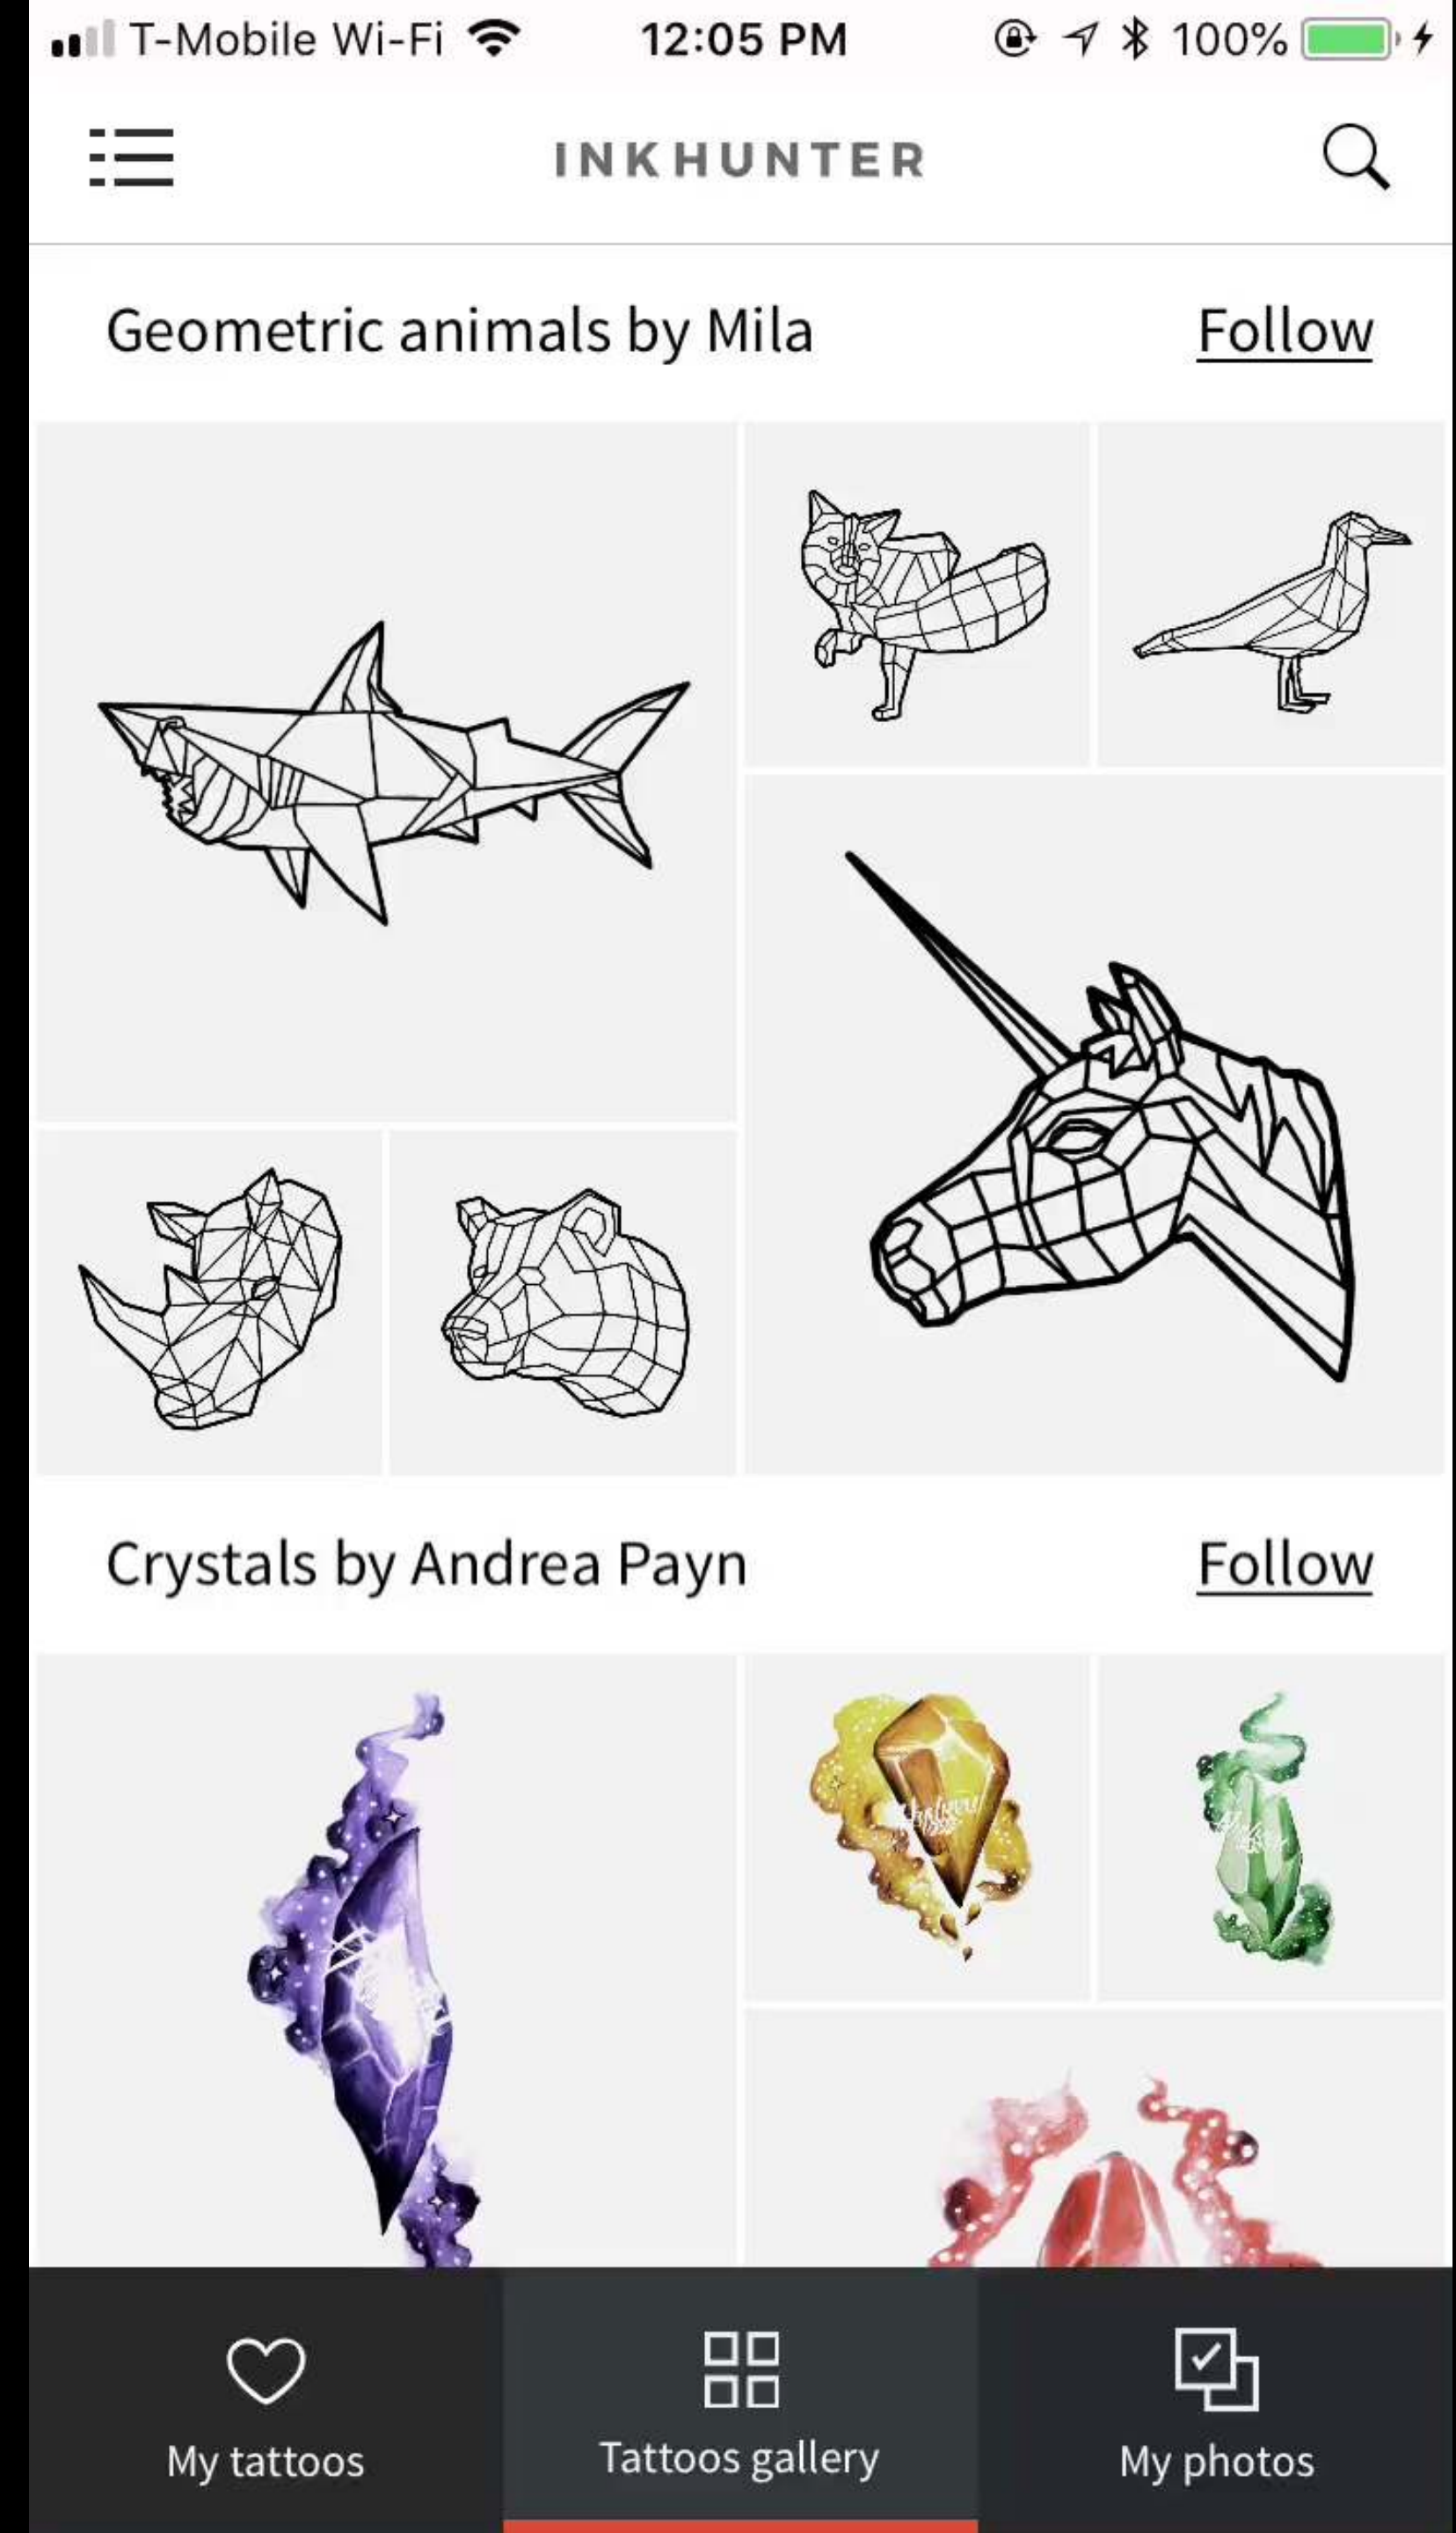 T-Mobile Wi-Fi 12:05 PM 100%
INKHUNTER
Geometric animals by Mila Follow
Crystals by Andrea Payn Follow
My tattoos Tattoos gallery My photos